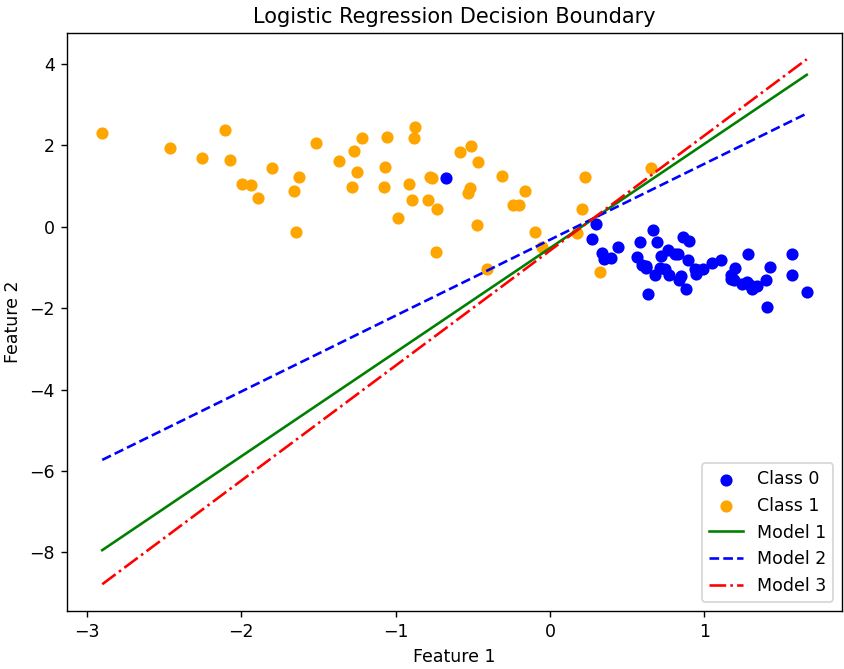 Logistic Regression Decision Boundary
4
2
0
−2
−4
−6
−8
Feature 2
−3
−2
−1
0
1
Feature 1
Class 0
Class 1
Model 1
Model 2
Model 3